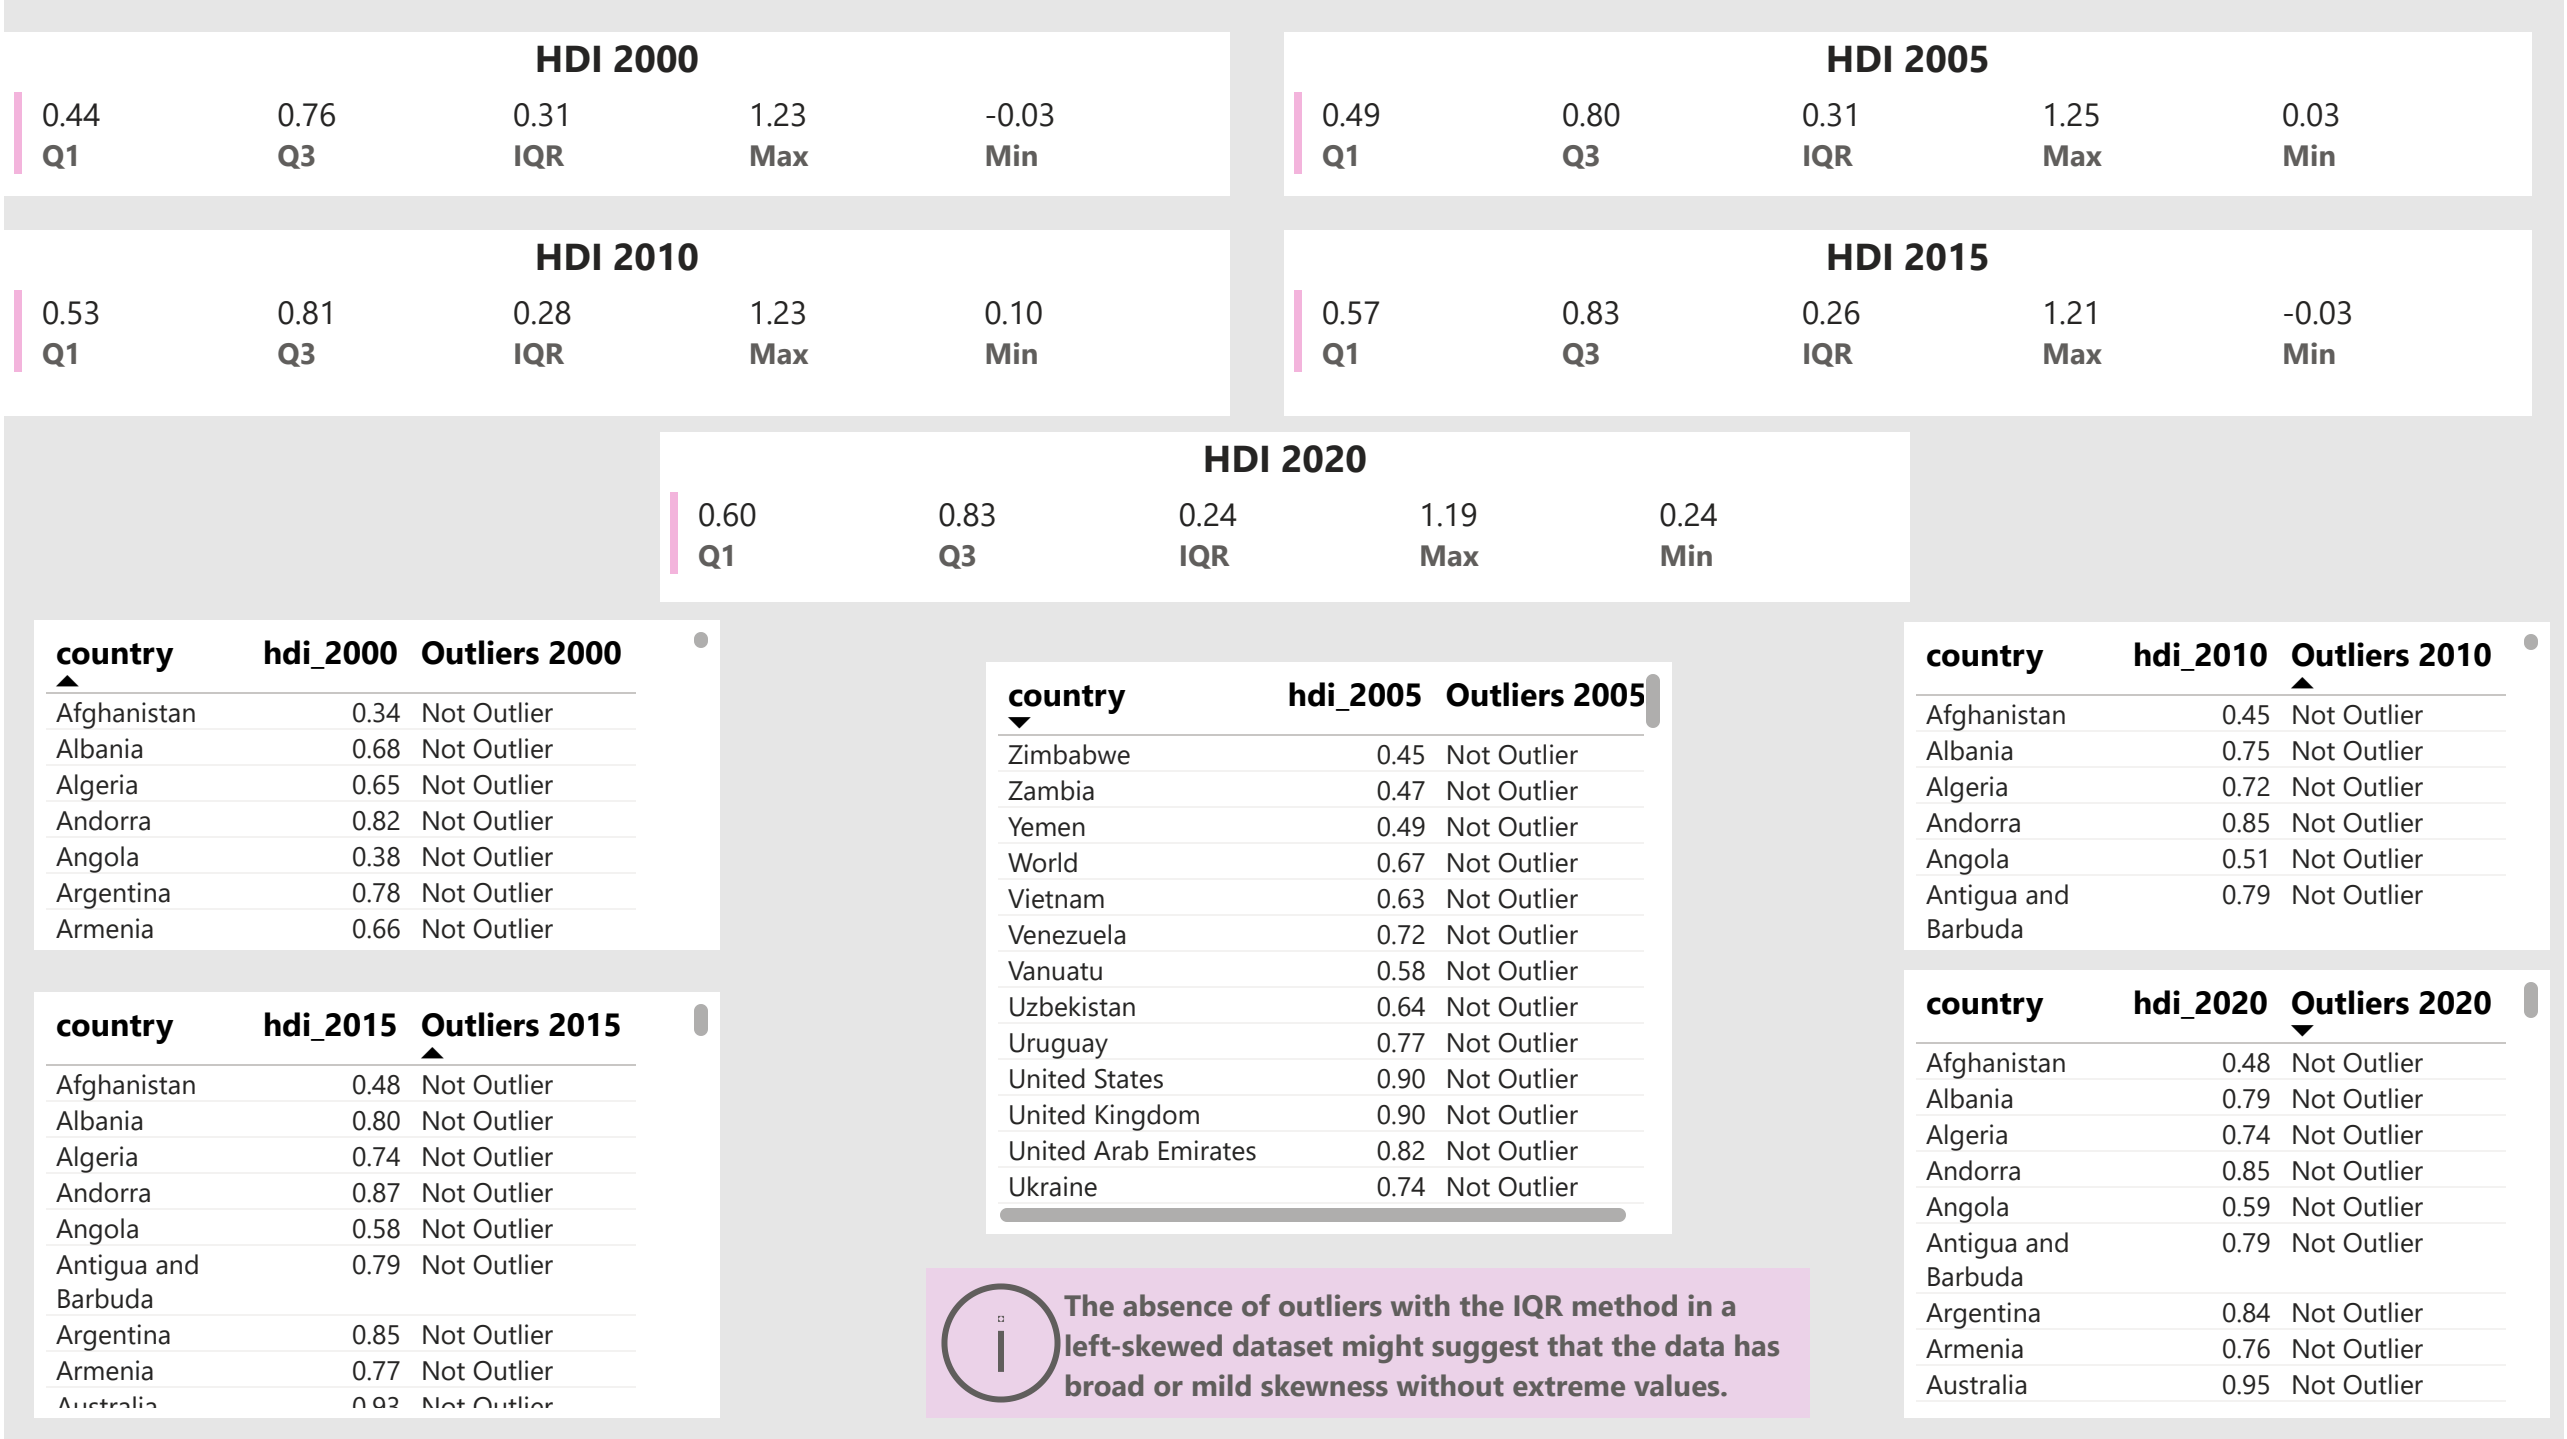 HDI 2000
0.44 0.76 0.31 1.23 -0.03
Q1 Q3 IQR Max Min
HDI 2005
0.49 0.80 0.31 1.25 0.03
Q1 Q3 IQR Max Min
HDI 2010
0.53 0.81 0.28 1.23 0.10
Q1 Q3 IQR Max Min
HDI 2015
0.57 0.83 0.26 1.21 -0.03
Q1 Q3 IQR Max Min
HDI 2020
0.60 0.83 0.24 1.19 0.24
Q1 Q3 IQR Max Min
country hdi_2000 Outliers 2000
Afghanistan 0.34 Not Outlier
Albania 0.68 Not Outlier
Algeria 0.65 Not Outlier
Andorra 0.82 Not Outlier
Angola 0.38 Not Outlier
Argentina 0.78 Not Outlier
Armenia 0.66 Not Outlier
country hdi_2015 Outliers 2015
Afghanistan 0.48 Not Outlier
Albania 0.80 Not Outlier
Algeria 0.74 Not Outlier
Andorra 0.87 Not Outlier
Angola 0.58 Not Outlier
Antigua and 0.79 Not Outlier
Barbuda
Argentina 0.85 Not Outlier
Armenia 0.77 Not Outlier
Australia 0.93 Not Outlier
country hdi_2005 Outliers 2005
Zimbabwe 0.45 Not Outlier
Zambia 0.47 Not Outlier
Yemen 0.49 Not Outlier
World 0.67 Not Outlier
Vietnam 0.63 Not Outlier
Venezuela 0.72 Not Outlier
Vanuatu 0.58 Not Outlier
Uzbekistan 0.64 Not Outlier
Uruguay 0.77 Not Outlier
United States 0.90 Not Outlier
United Kingdom 0.90 Not Outlier
United Arab Emirates 0.82 Not Outlier
Ukraine 0.74 Not Outlier
i
The absence of outliers with the IQR method in a
left-skewed dataset might suggest that the data has
broad or mild skewness without extreme values.
country hdi_2010 Outliers 2010
Afghanistan 0.45 Not Outlier
Albania 0.75 Not Outlier
Algeria 0.72 Not Outlier
Andorra 0.85 Not Outlier
Angola 0.51 Not Outlier
Antigua and 0.79 Not Outlier
Barbuda
country hdi_2020 Outliers 2020
Afghanistan 0.48 Not Outlier
Albania 0.79 Not Outlier
Algeria 0.74 Not Outlier
Andorra 0.85 Not Outlier
Angola 0.59 Not Outlier
Antigua and 0.79 Not Outlier
Barbuda
Argentina 0.84 Not Outlier
Armenia 0.76 Not Outlier
Australia 0.95 Not Outlier